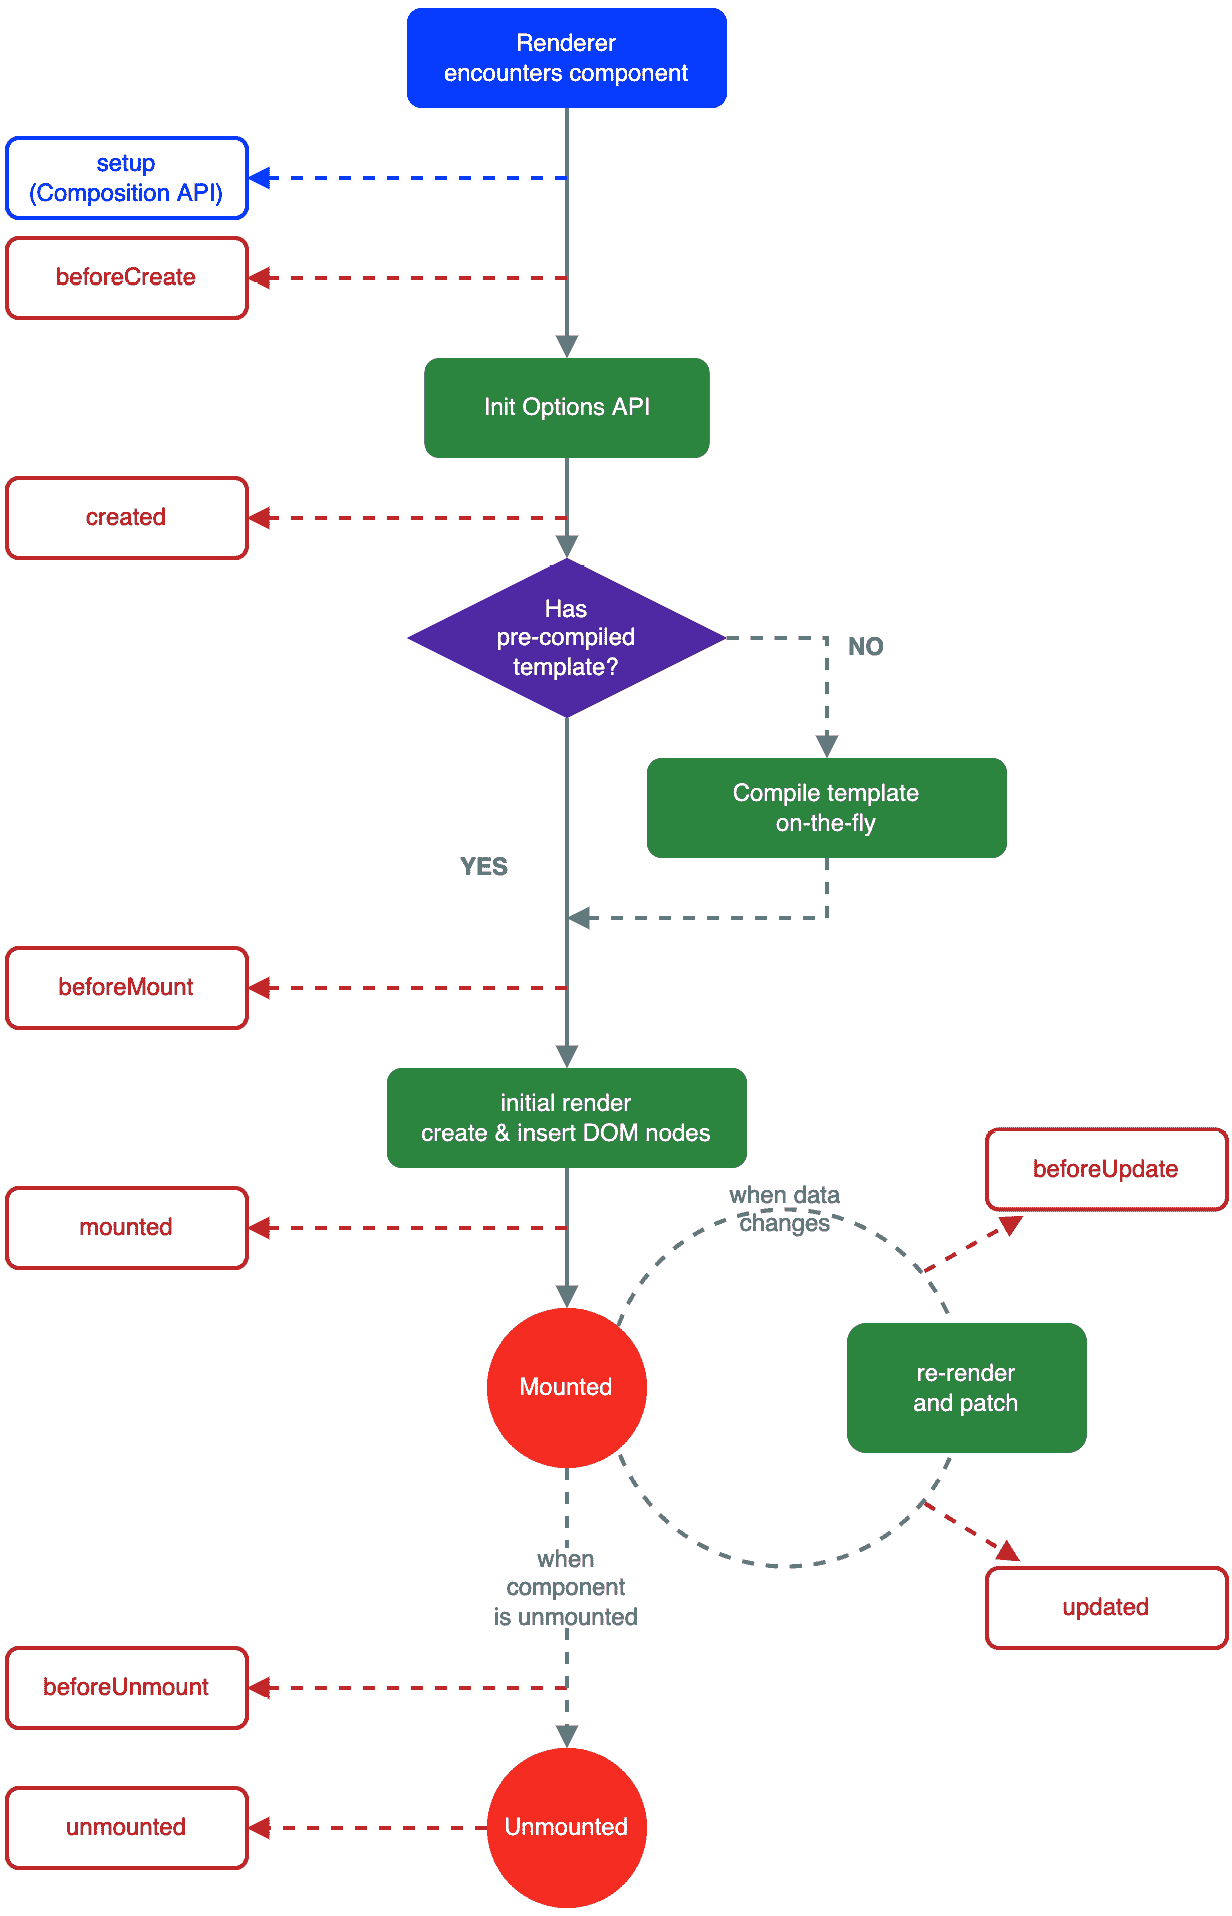 Renderer
encounters component
setup
(Composition API)
beforeCreate
Init Options API
created
Has
pre-compiled
template?
NO
Compile template
on-the-fly
YES
beforeMount
initial render
create & insert DOM nodes
beforeUpdate
mounted
when data
changes
Mounted
re-render
and patch
when
component
is unmounted
updated
beforeUnmount
unmounted
Unmounted